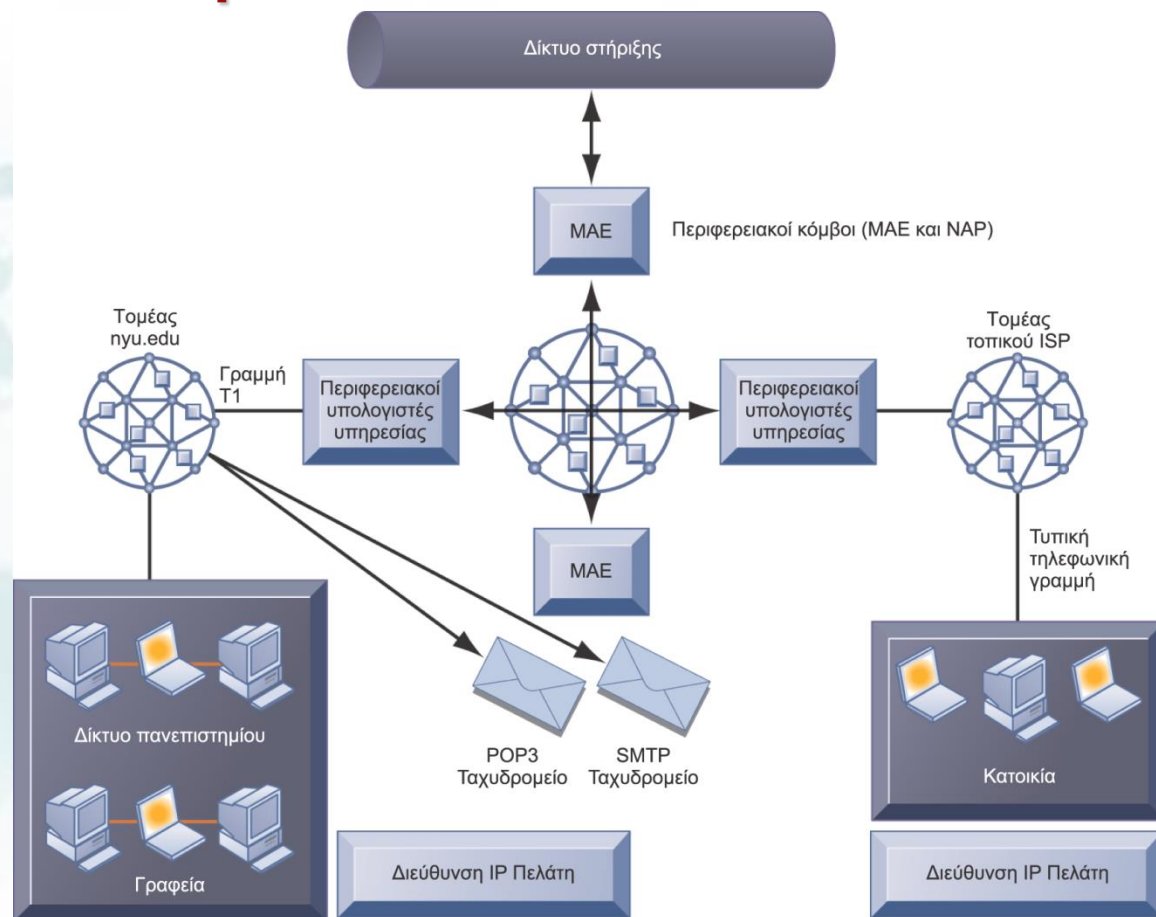 Δίκτυο στήριξης
MAE
Περιφερειακοί κόμβοι (MAE και NAP)
Τομέας
nyu.edu
Γραμμή
T1
Περιφερειακοί
υπολογιστές
υπηρεσίας
Περιφερειακοί
υπολογιστές
υπηρεσίας
Τομέας
τοπικού ISP
MAE
Τυπική
τηλεφωνική
γραμμή
Δίκτυο πανεπιστημίου
Γραφεία
POP3
Ταχυδρομείο
SMTP
Ταχυδρομείο
Κατοικία
Διεύθυνση IP Πελάτη
Διεύθυνση IP Πελάτη